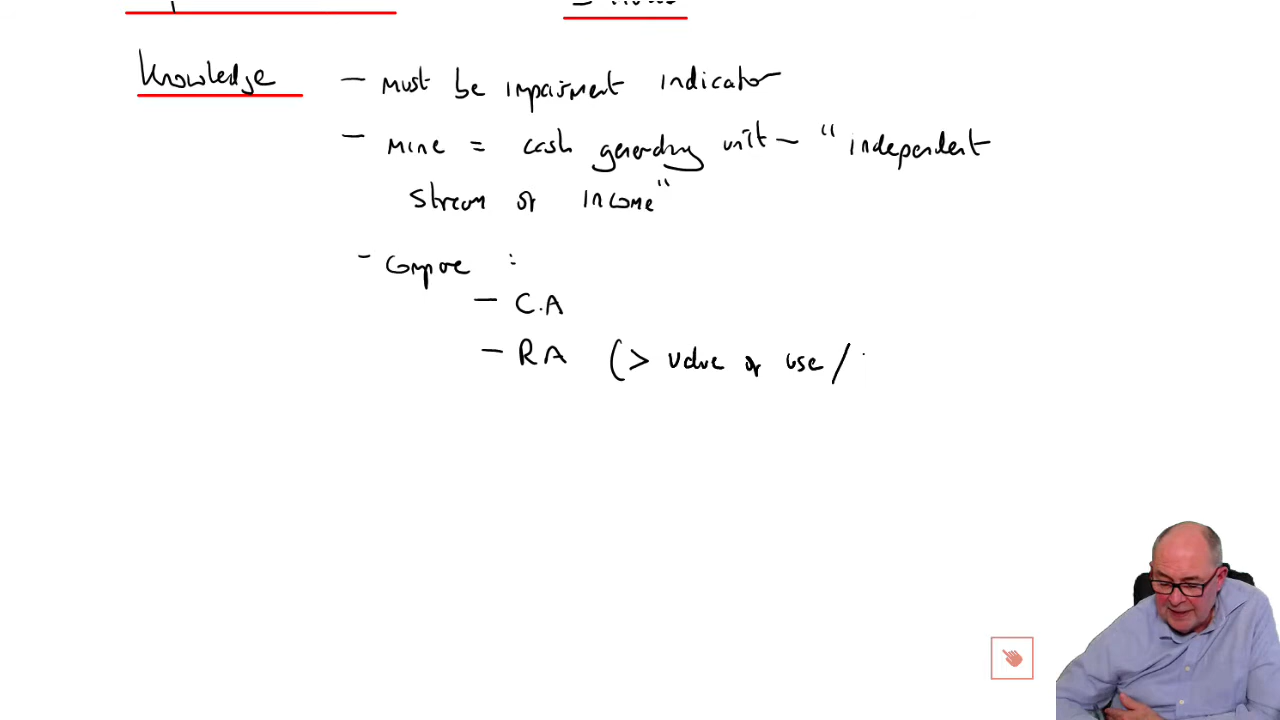 Knowledge – Must be impairment indicator
– Mine = cash generating unit – "independent
stream of income"
- Compare :
– C.A
– RA (> value of use /